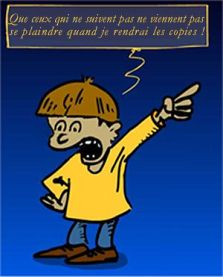 Que ceux qui ne suivent pas ne viennent pas
se plaindre quand je rendrai les copies !